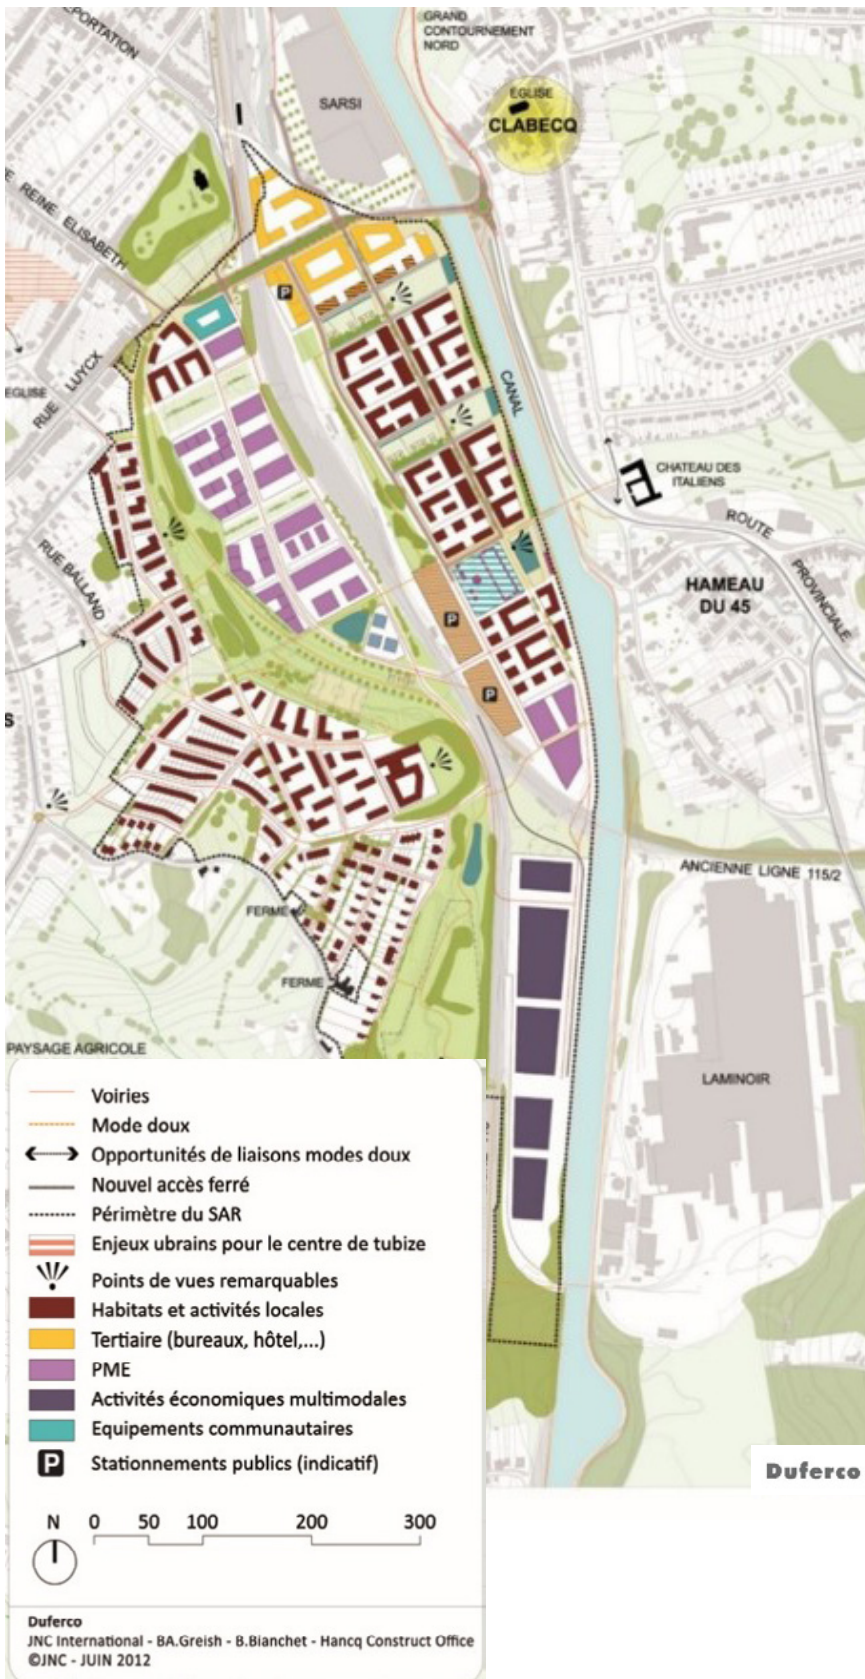 EPORTATION
GRAND
CONTOURNEMENT
NORD
SARSI
EGLISE
CLABECQ
E REINE ELISABETH
P
EGLISE
RUE LUYCX
CANAL
CHATEAU DES
ITALIENS
ROUTE
PROVINCIALE
RUE BALLAND
HAMEAU
DU 45
P
P
S
ANCIENNE LIGNE 115/2
FERME
FERME
PAYSAGE AGRICOLE
LAMINOIR
Voiries
Mode doux
Opportunités de liaisons modes doux
Nouvel accès ferré
Périmètre du SAR
Enjeux ubrains pour le centre de tubize
Points de vues remarquables
Habitats et activités locales
Tertiaire (bureaux, hôtel,...)
PME
Activités économiques multimodales
Equipements communautaires
P Stationnements publics (indicatif)
Duferco
N 0 50 100 200 300
Duferco
JNC International - BA.Greish - B.Bianchet - Hancq Construct Office
©JNC - JUIN 2012